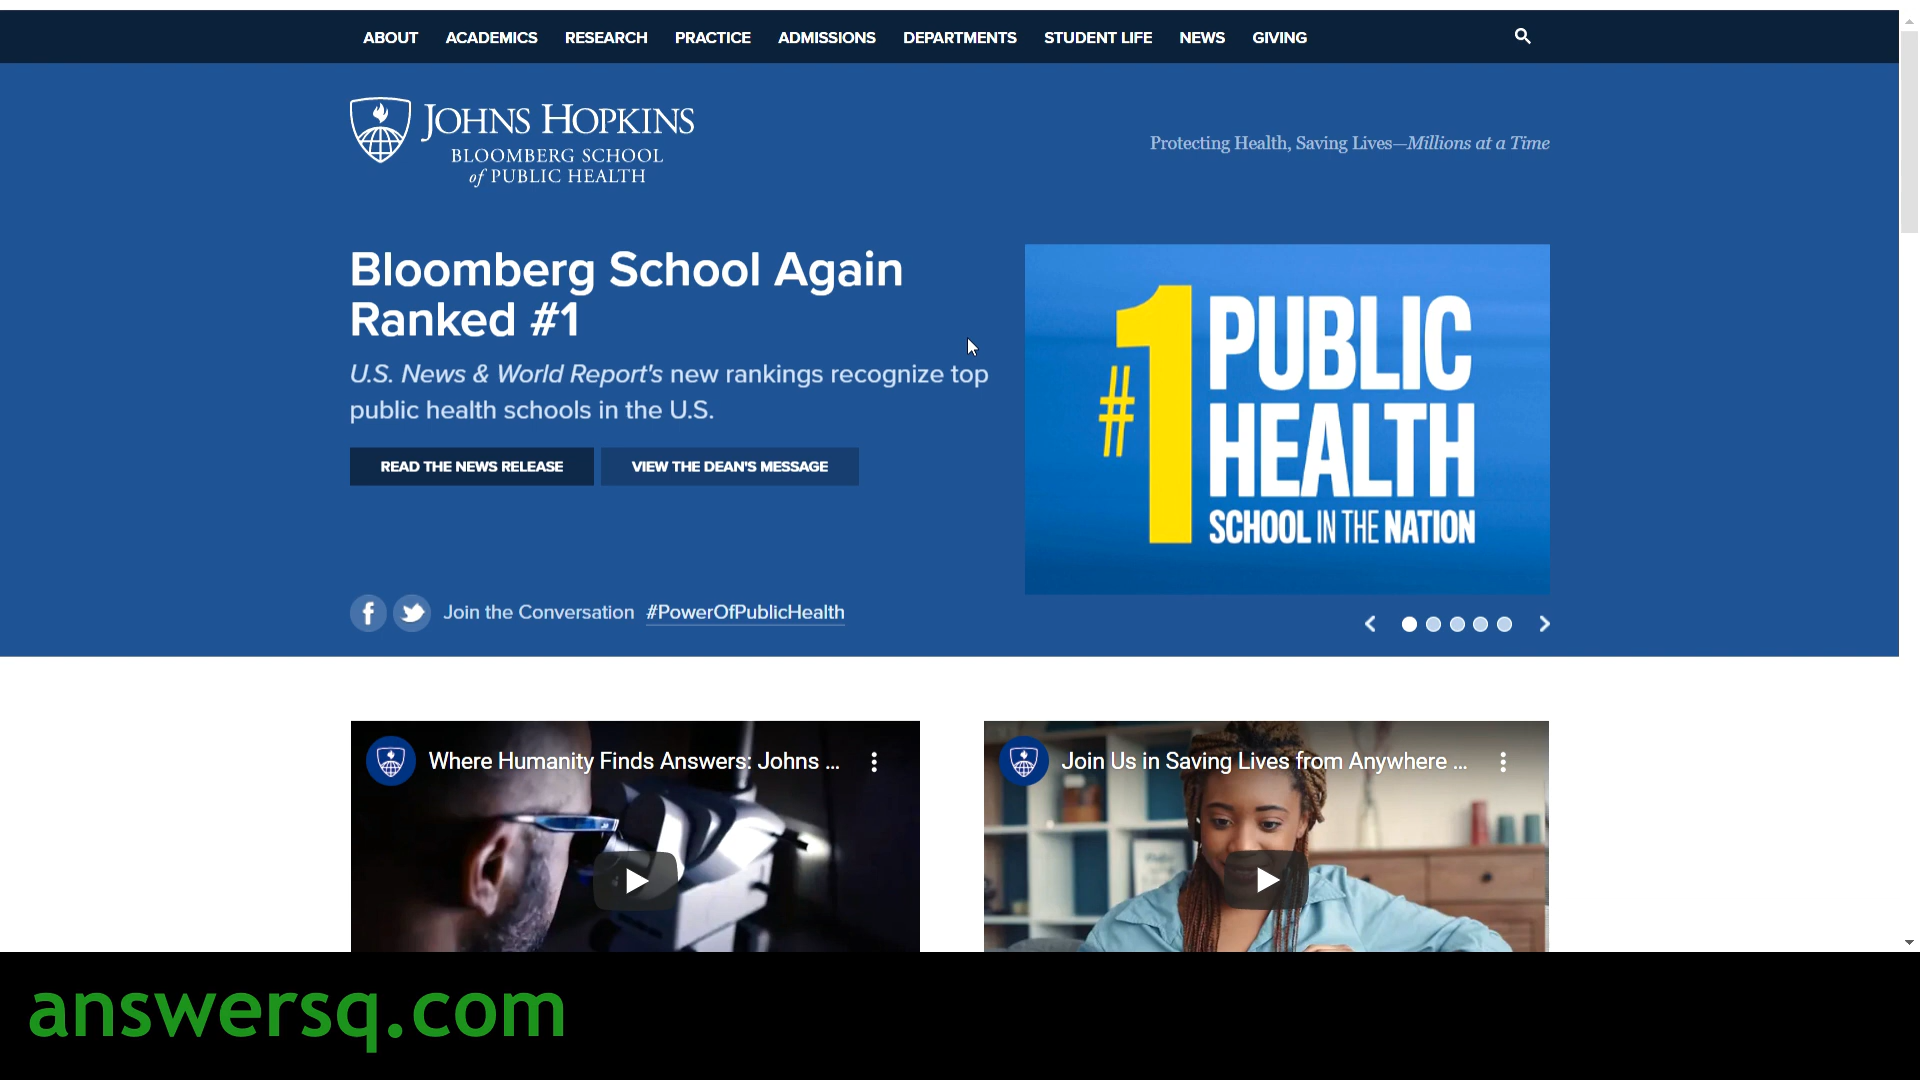 ABOUT ACADEMICS RESEARCH PRACTICE ADMISSIONS DEPARTMENTS STUDENT LIFE NEWS GIVING
JOHNS HOPKINS
BLOOMBERG SCHOOL
of PUBLIC HEALTH
Protecting Health, Saving Lives—Millions at a Time
Bloomberg School Again
Ranked #1
U.S. News & World Report's new rankings recognize top
public health schools in the U.S.
READ THE NEWS RELEASE
VIEW THE DEAN'S MESSAGE
#1 PUBLIC
HEALTH
SCHOOL IN THE NATION
Join the Conversation #PowerOfPublicHealth
Where Humanity Finds Answers: Johns ...
Join Us in Saving Lives from Anywhere ...
answersq.com